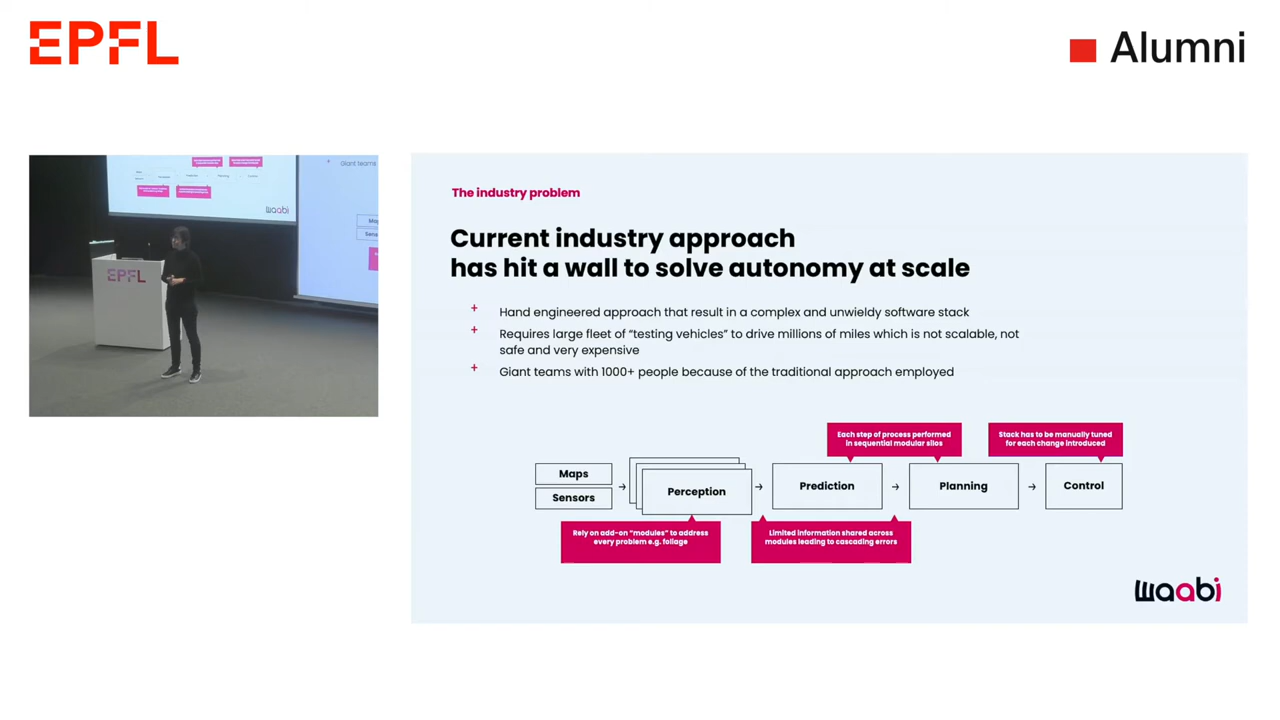 EPFL
Alumni
Giant teams
waabi
EPFL
The industry problem
Current industry approach
has hit a wall to solve autonomy at scale
+ Hand engineered approach that result in a complex and unwieldy software stack
+ Requires large fleet of “testing vehicles” to drive millions of miles which is not scalable, not
safe and very expensive
+ Giant teams with 1000+ people because of the traditional approach employed
Each step of process performed
in sequential modular silos
Stack has to be manually tuned
for each change introduced
Maps
Sensors
→
Perception
→
Prediction
→
Planning
→
Control
Rely on add-on “modules” to address
every problem e.g. foliage
Limited information shared across
modules leading to cascading errors
waabi